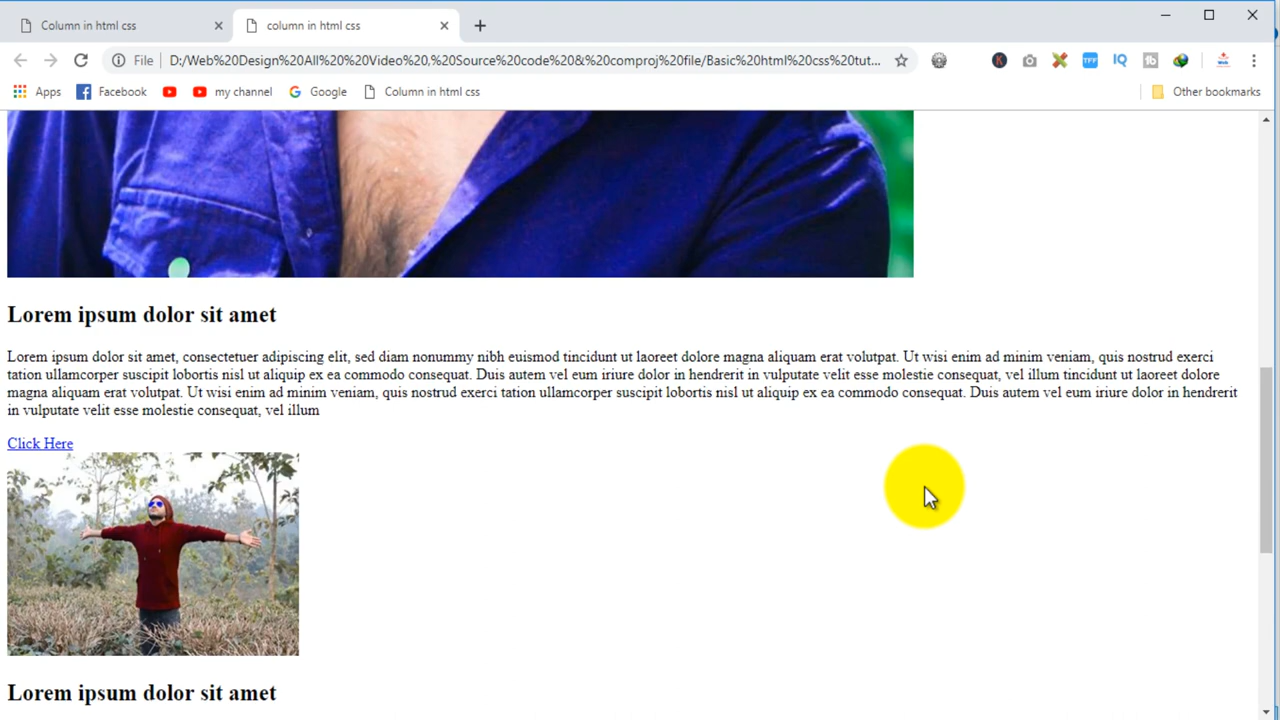 Column in html css
column in html css
File
D:/Web%20Design%20All%20%20Video%20,%20Source%20code%20&%20comproj%20file/Basic%20html%20css%20tut...
TFF
IQ
Apps
Facebook
my channel
Google
Column in html css
Other bookmarks
Lorem ipsum dolor sit amet
Lorem ipsum dolor sit amet, consectetuer adipiscing elit, sed diam nonummy nibh euismod tincidunt ut laoreet dolore magna aliquam erat volutpat. Ut wisi enim ad minim veniam, quis nostrud exerci
tation ullamcorper suscipit lobortis nisl ut aliquip ex ea commodo consequat. Duis autem vel eum iriure dolor in hendrerit in vulputate velit esse molestie consequat, vel illum tincidunt ut laoreet dolore
magna aliquam erat volutpat. Ut wisi enim ad minim veniam, quis nostrud exerci tation ullamcorper suscipit lobortis nisl ut aliquip ex ea commodo consequat. Duis autem vel eum iriure dolor in hendrerit
in vulputate velit esse molestie consequat, vel illum
Click Here
Lorem ipsum dolor sit amet